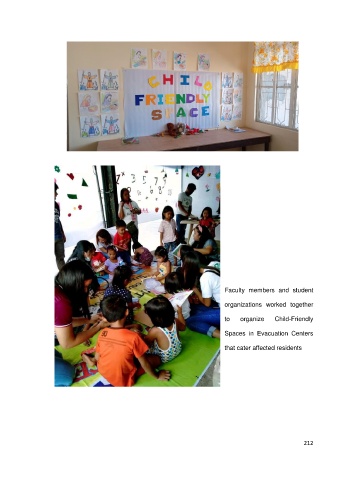 CHILD
FRIENDLY
SPACE
Faculty members and student
organizations worked together
to organize Child-Friendly
Spaces in Evacuation Centers
that cater affected residents
212